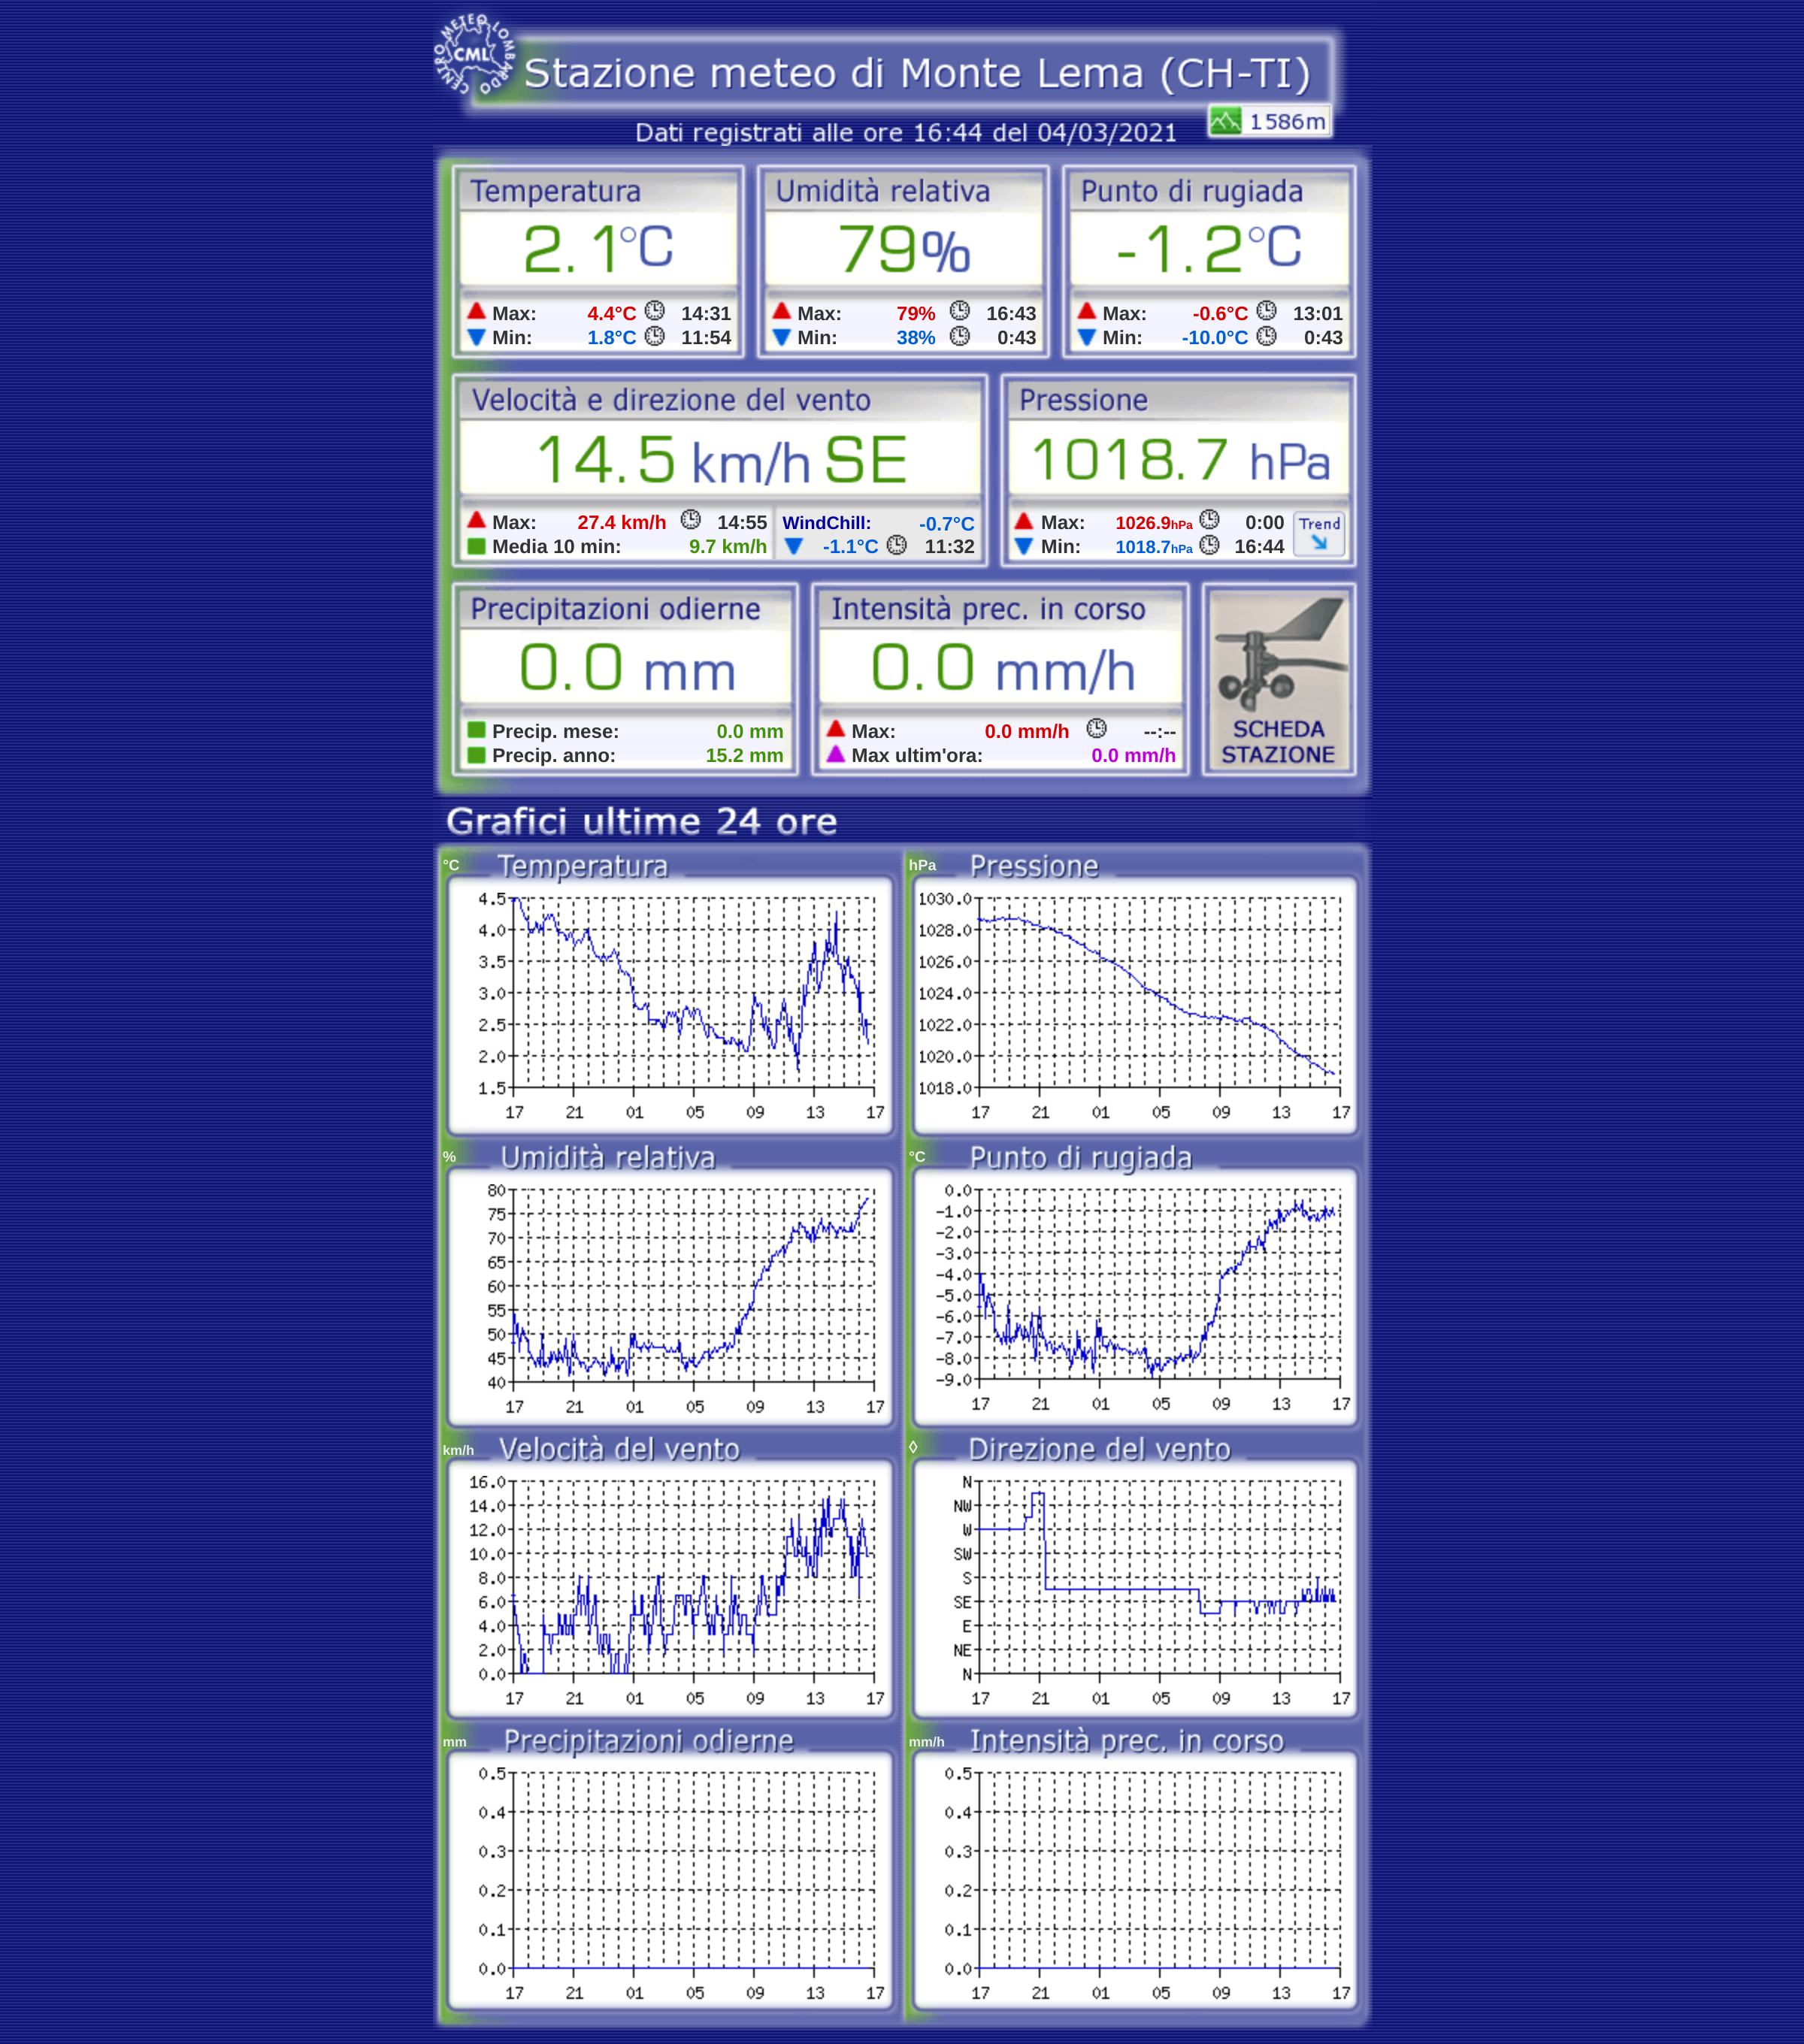 CENTRO METEO LOMBARDO
CML
Stazione meteo di Monte Lema (CH-TI)
Dati registrati alle ore 16:44 del 04/03/2021
1586m
Temperatura
2.1°C
Max: 4.4°C 14:31
Min: 1.8°C 11:54
Umidità relativa
79%
Max: 79% 16:43
Min: 38% 0:43
Punto di rugiada
-1.2°C
Max: -0.6°C 13:01
Min: -10.0°C 0:43
Velocità e direzione del vento
14.5 km/h SE
Max: 27.4 km/h 14:55
Media 10 min: 9.7 km/h
WindChill: -0.7°C
-1.1°C 11:32
Pressione
1018.7 hPa
Max: 1026.9hPa 0:00
Min: 1018.7hPa 16:44
Trend
Precipitazioni odierne
0.0 mm
Precip. mese: 0.0 mm
Precip. anno: 15.2 mm
Intensità prec. in corso
0.0 mm/h
Max: 0.0 mm/h --:--
Max ultim'ora: 0.0 mm/h
SCHEDA
STAZIONE
Grafici ultime 24 ore
°C Temperatura
4.5
4.0
3.5
3.0
2.5
2.0
1.5
17 21 01 05 09 13 17
hPa Pressione
1030.0
1028.0
1026.0
1024.0
1022.0
1020.0
1018.0
17 21 01 05 09 13 17
% Umidità relativa
80
75
70
65
60
55
50
45
40
17 21 01 05 09 13 17
°C Punto di rugiada
0.0
-1.0
-2.0
-3.0
-4.0
-5.0
-6.0
-7.0
-8.0
-9.0
17 21 01 05 09 13 17
km/h Velocità del vento
16.0
14.0
12.0
10.0
8.0
6.0
4.0
2.0
0.0
17 21 01 05 09 13 17
◊ Direzione del vento
N
NW
W
SW
S
SE
E
NE
N
17 21 01 05 09 13 17
mm Precipitazioni odierne
0.5
0.4
0.3
0.2
0.1
0.0
17 21 01 05 09 13 17
mm/h Intensità prec. in corso
0.5
0.4
0.3
0.2
0.1
0.0
17 21 01 05 09 13 17